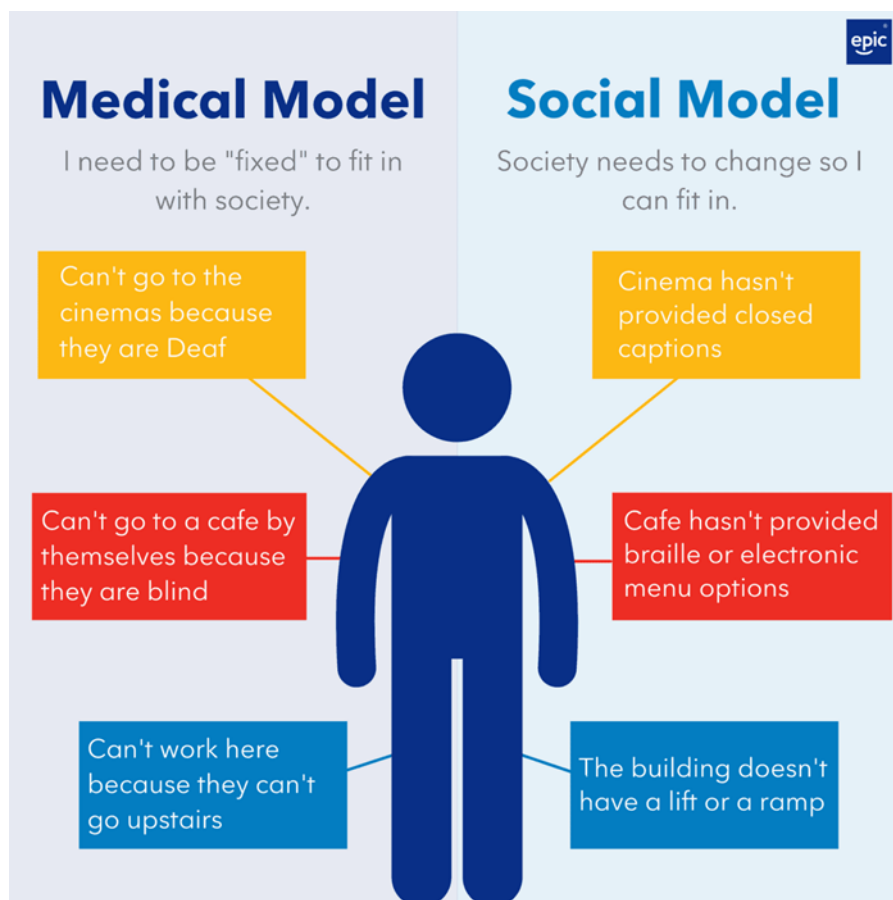 epic
Medical Model
I need to be "fixed" to fit in
with society.
Can't go to the
cinemas because
they are Deaf
Can't go to a cafe by
themselves because
they are blind
Can't work here
because they can't
go upstairs
Social Model
Society needs to change so I
can fit in.
Cinema hasn't
provided closed
captions
Cafe hasn't provided
braille or electronic
menu options
The building doesn't
have a lift or a ramp